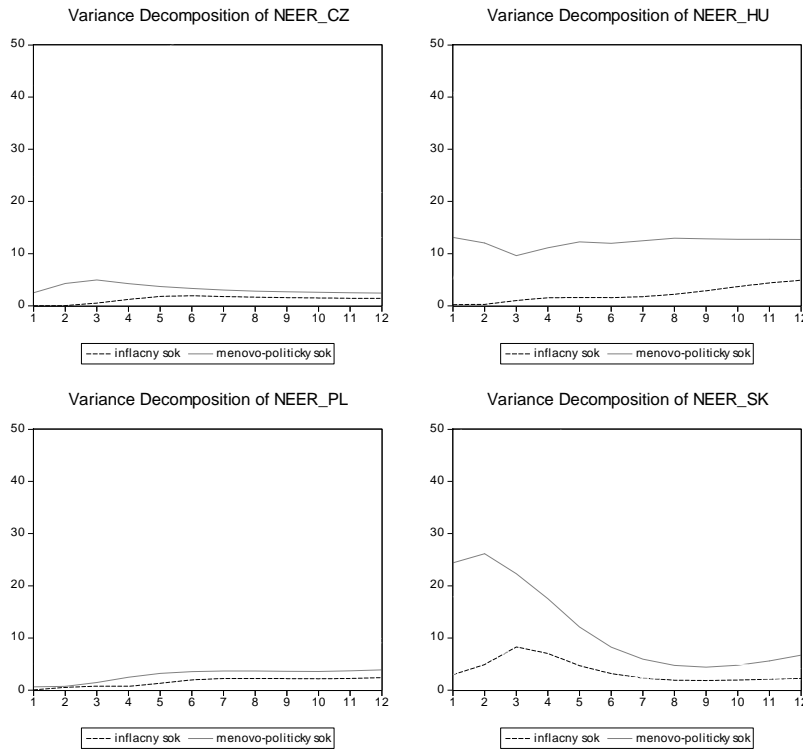 Variance Decomposition of NEER_CZ
50
40
30
20
10
0
1 2 3 4 5 6 7 8 9 10 11 12
inflacny sok menovo-politicky sok
Variance Decomposition of NEER_HU
50
40
30
20
10
0
1 2 3 4 5 6 7 8 9 10 11 12
inflacny sok menovo-politicky sok
Variance Decomposition of NEER_PL
50
40
30
20
10
0
1 2 3 4 5 6 7 8 9 10 11 12
inflacny sok menovo-politicky sok
Variance Decomposition of NEER_SK
50
40
30
20
10
0
1 2 3 4 5 6 7 8 9 10 11 12
inflacny sok menovo-politicky sok